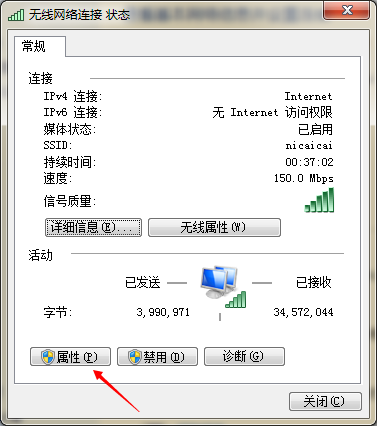 无线网络连接 状态
常规
连接
IPv4 连接: Internet
IPv6 连接: 无 Internet 访问权限
媒体状态: 已启用
SSID: nicaicai
持续时间: 00:37:02
速度: 150.0 Mbps
信号质量:
详细信息(E)... 无线属性(W)
活动
已发送 — 已接收
字节: 3,990,971 | 34,572,044
属性(P) 禁用(D) 诊断(G)
关闭(C)